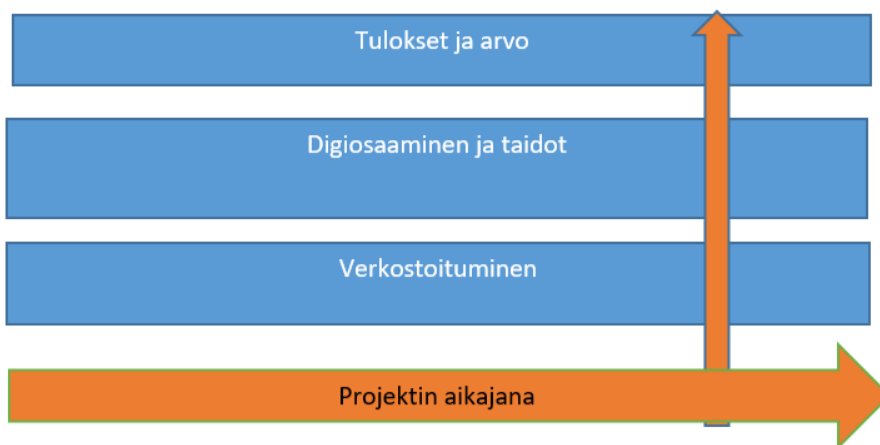 Tulokset ja arvo
Digiosaaminen ja taidot
Verkostoituminen
Projektin aikajana